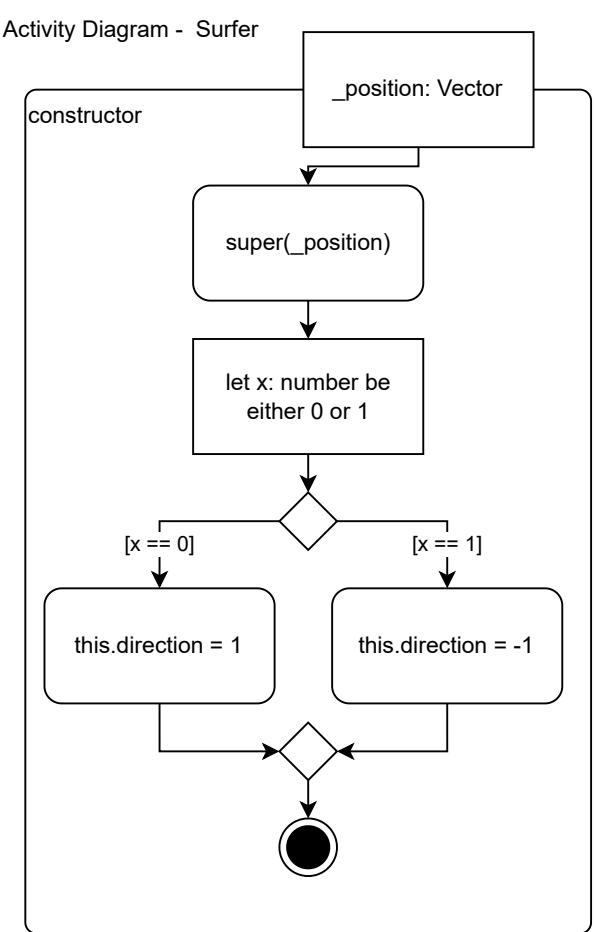 Activity Diagram -  Surfer
_position: Vector
constructor
super(_position)
let x: number be
either 0 or 1
[x == 0]
[x == 1]
this.direction = 1
this.direction = -1